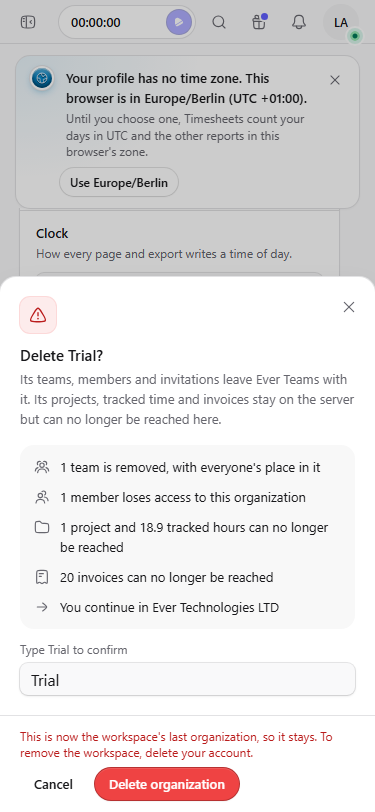 00:00:00
LA
Your profile has no time zone. This
browser is in Europe/Berlin (UTC +01:00).
Until you choose one, Timesheets count your
days in UTC and the other reports in this
browser's zone.
Use Europe/Berlin
Clock
How every page and export writes a time of day.
Delete Trial?
Its teams, members and invitations leave Ever Teams with
it. Its projects, tracked time and invoices stay on the server
but can no longer be reached here.
1 team is removed, with everyone's place in it
1 member loses access to this organization
1 project and 18.9 tracked hours can no longer
be reached
20 invoices can no longer be reached
You continue in Ever Technologies LTD
Type Trial to confirm
Trial
This is now the workspace's last organization, so it stays. To
remove the workspace, delete your account.
Cancel
Delete organization